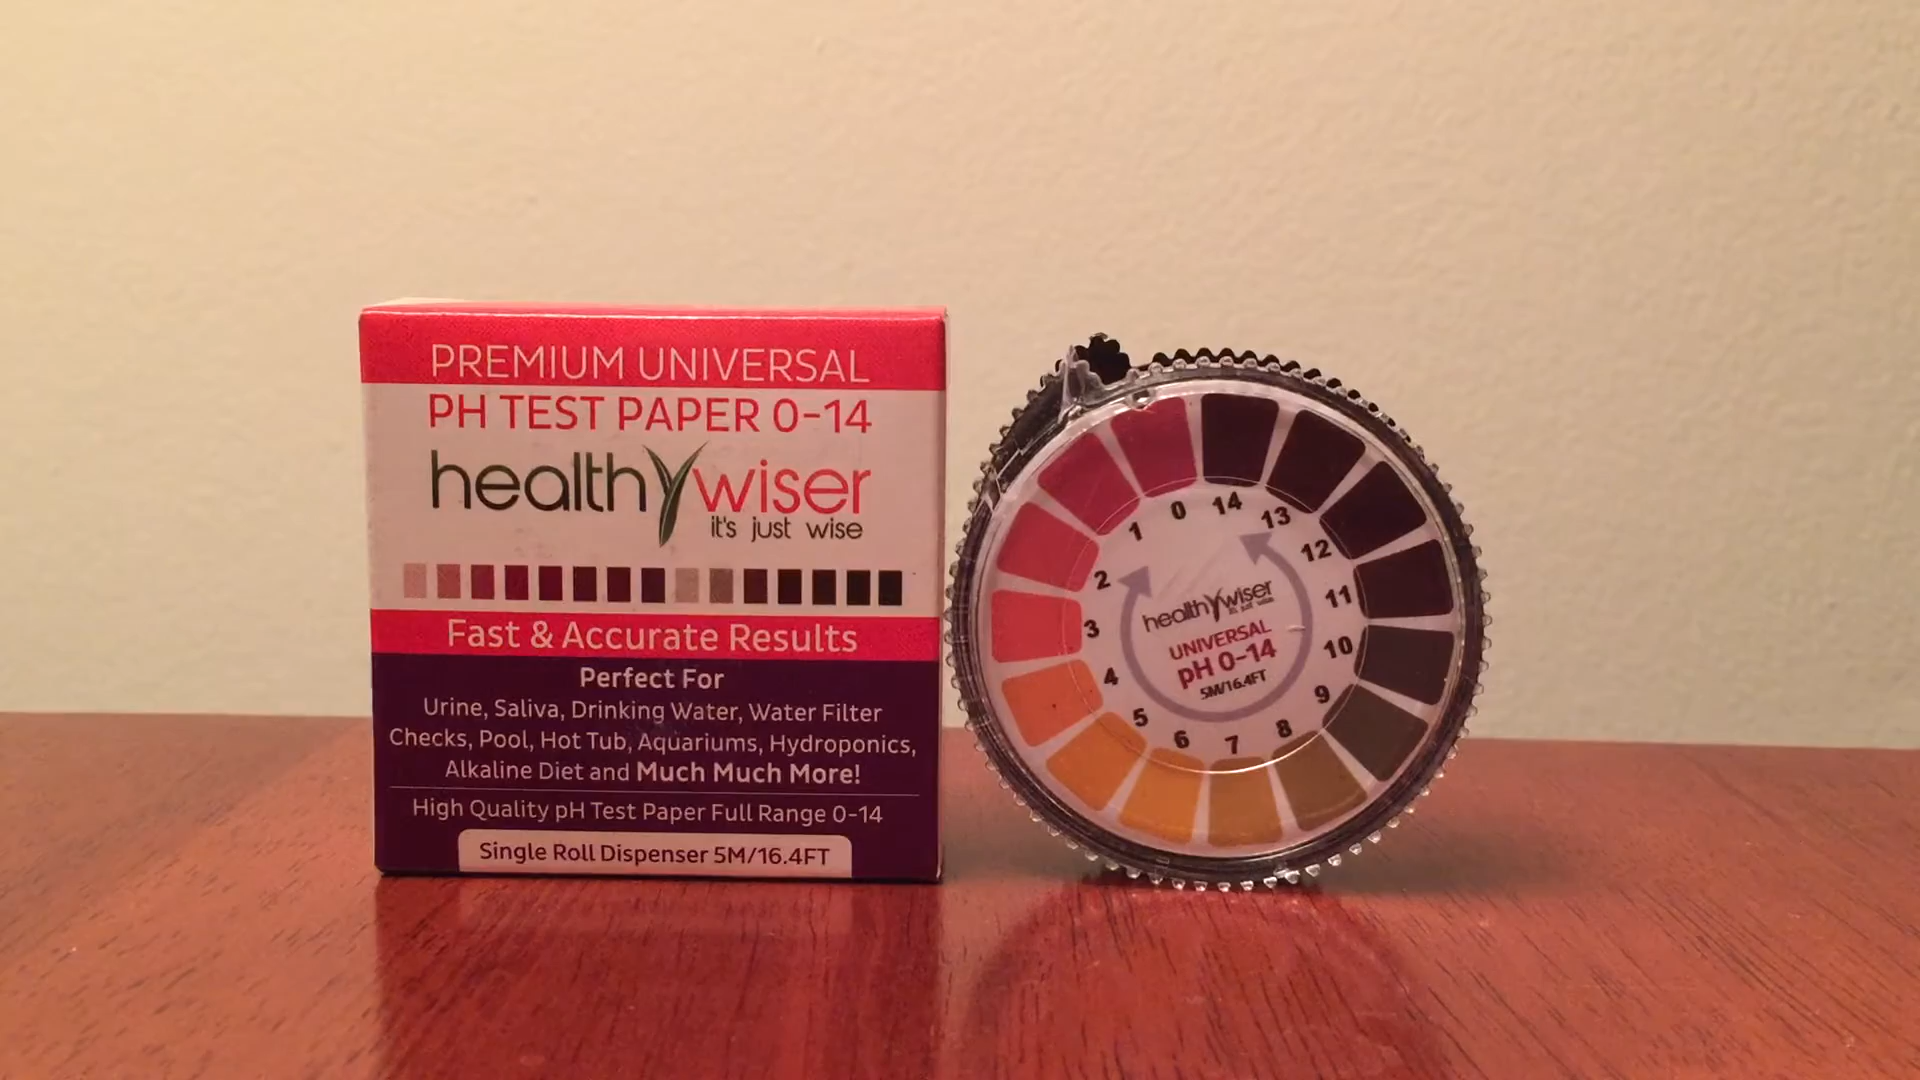 PREMIUM UNIVERSAL
PH TEST PAPER 0-14
healthywiser
it's just wise
Fast & Accurate Results
Perfect For
Urine, Saliva, Drinking Water, Water Filter
Checks, Pool, Hot Tub, Aquariums, Hydroponics,
Alkaline Diet and Much Much More!
High Quality pH Test Paper Full Range 0-14
Single Roll Dispenser 5M/16.4FT
0
14
13
12
11
10
9
8
7
6
5
4
3
2
1
healthywiser
it's just wise
UNIVERSAL
pH 0-14
5M/16.4FT